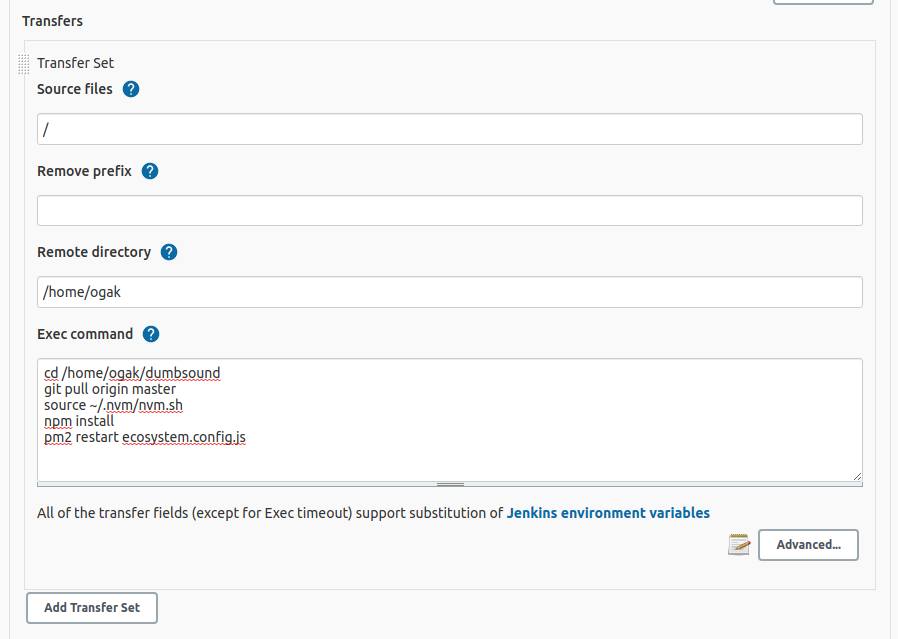 Transfers
Transfer Set
Source files ?
/
Remove prefix ?
Remote directory ?
/home/ogak
Exec command ?
cd /home/ogak/dumbsound
git pull origin master
source ~/.nvm/nvm.sh
npm install
pm2 restart ecosystem.config.js
All of the transfer fields (except for Exec timeout) support substitution of Jenkins environment variables
Advanced...
Add Transfer Set